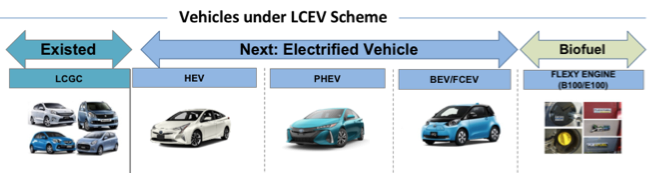 Vehicles under LCEV Scheme
Existed
Next: Electrified Vehicle
Biofuel
LCGC
HEV
PHEV
BEV/FCEV
FLEXY ENGINE
(B100/E100)